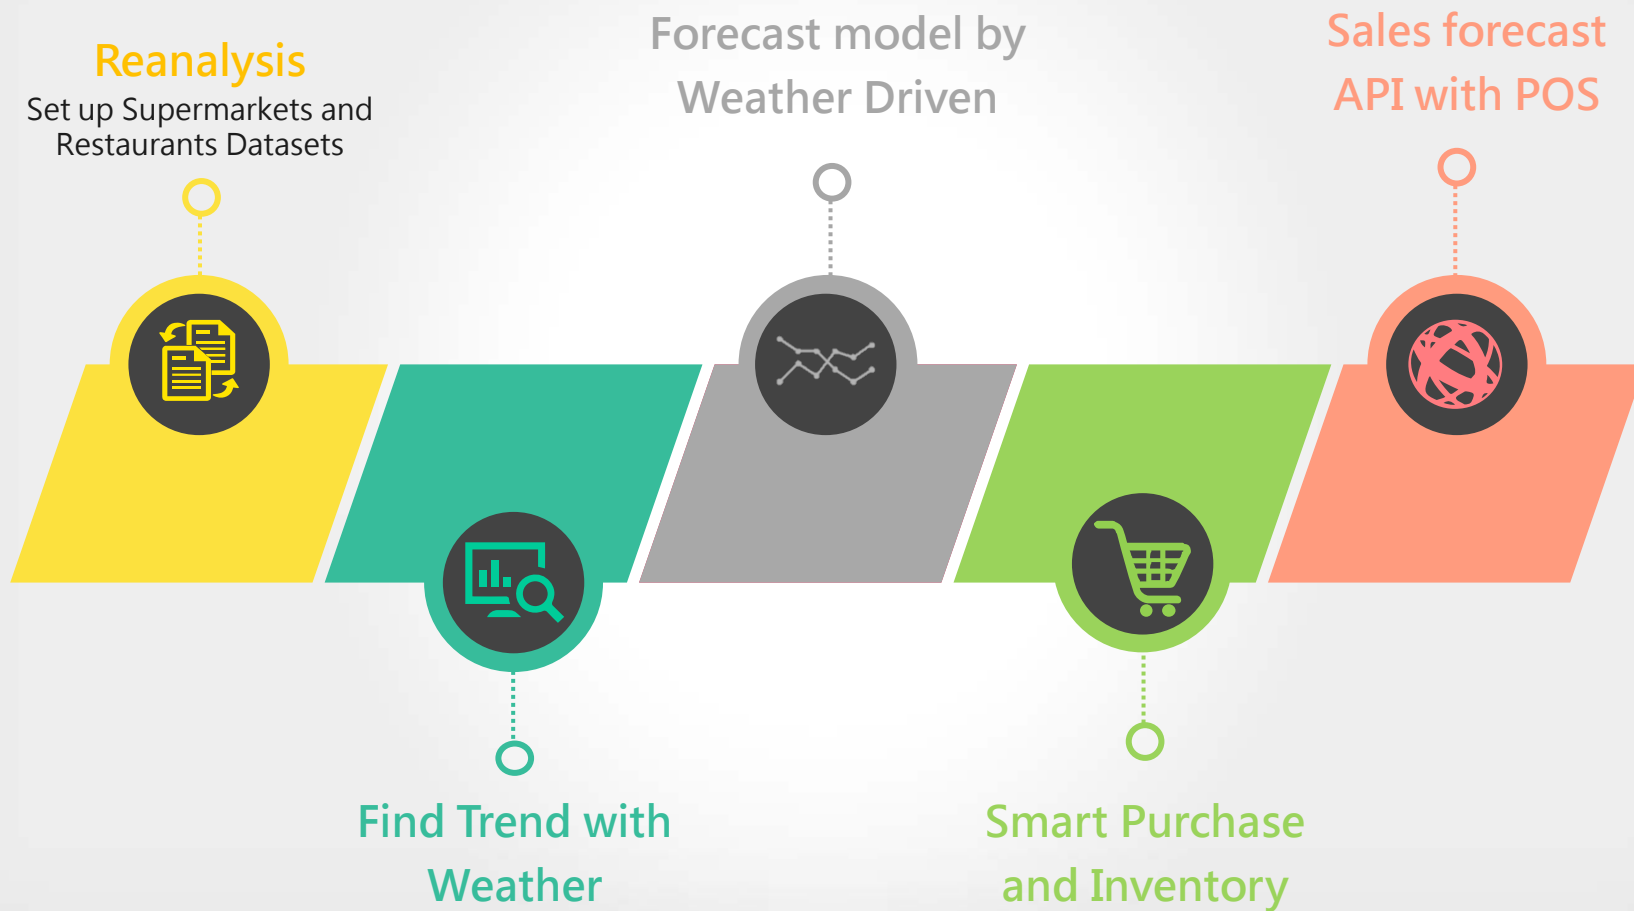 Reanalysis
Set up Supermarkets and
Restaurants Datasets
Find Trend with
Weather
Forecast model by
Weather Driven
Smart Purchase
and Inventory
Sales forecast
API with POS